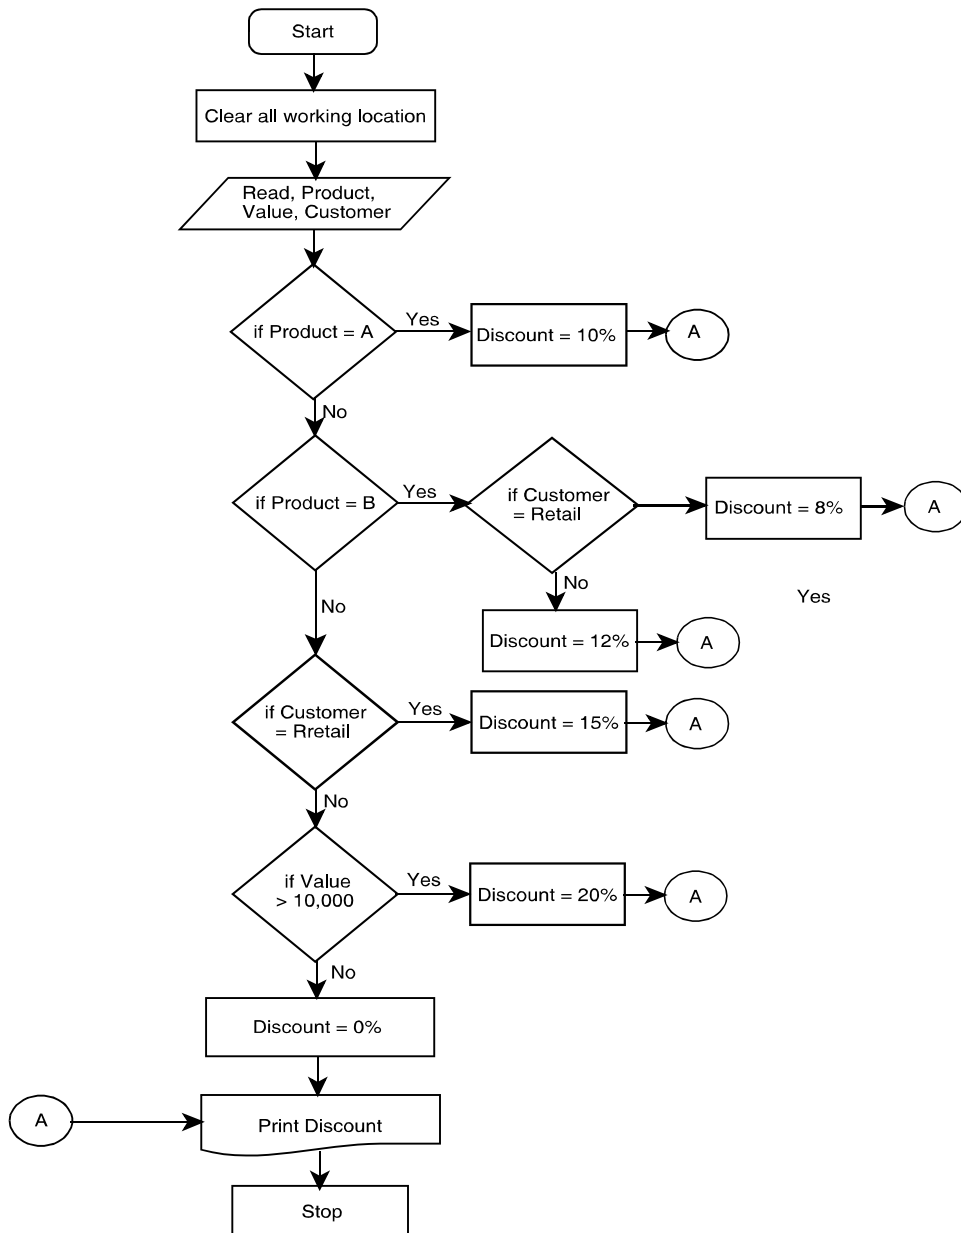 Start
Clear all working location
Read, Product,
Value, Customer
if Product = A
Yes
Discount = 10%
A
No
if Product = B
Yes
if Customer
= Retail
Discount = 8%
A
No
Yes
No
Discount = 12%
A
if Customer
= Rretail
Yes
Discount = 15%
A
No
if Value
> 10,000
Yes
Discount = 20%
A
No
Discount = 0%
A
Print Discount
Stop